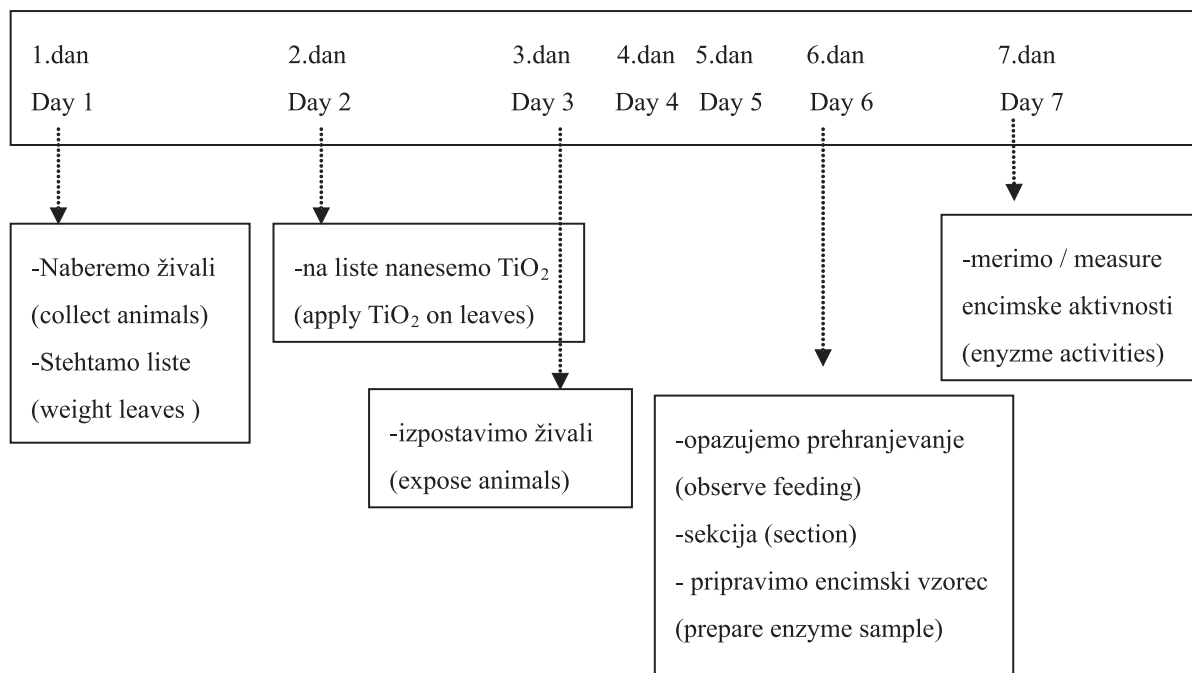 1.dan 2.dan 3.dan 4.dan 5.dan 6.dan 7.dan
Day 1 Day 2 Day 3 Day 4 Day 5 Day 6 Day 7
-Naberemo živali
(collect animals)
-Stehtamo liste
(weight leaves )
-na liste nanesemo TiO₂
(apply TiO₂ on leaves)
-izpostavimo živali
(expose animals)
-opazujemo prehranjevanje
(observe feeding)
-sekcija (section)
- pripravimo encimski vzorec
(prepare enzyme sample)
-merimo / measure
encimske aktivnosti
(enyzme activities)